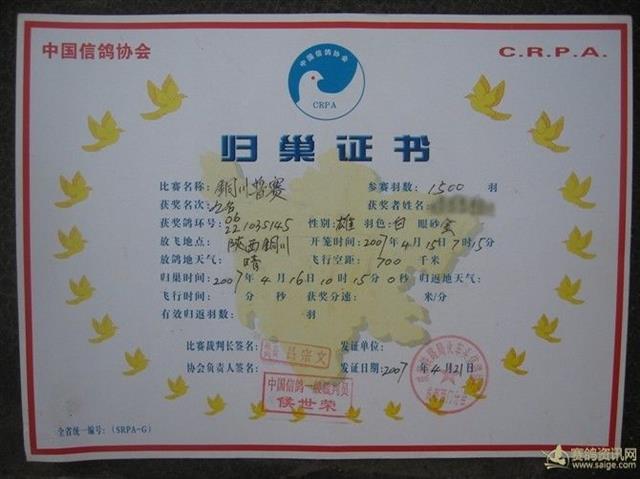 中国信鸽协会
C.R.P.A.
中国信鸽协会
CRPA
归巢证书
比赛名称：铜川普赛 参赛羽数：1500 羽
获奖名次：九名 获奖者姓名：
获奖鸽环号：06 22 1035145 性别：雄 羽色：白 眼砂：金
放飞地点：陕西铜川 开笼时间：2007年4月15日7时15分
放鸽地天气：晴 飞行空距：700 千米
归巢时间：2007年4月16日10时15分0秒 归返地天气：
飞行时间： 分 秒 获奖分速： 米/分
有效归返羽数： 羽
比赛裁判长签名： 吕宗文 发证单位：
协会负责人签名： 发证日期：2007年4月21日
中国信鸽一级裁判员
侯世荣
全省统一编号：（SRPA-G）
赛鸽资讯网
www.saige.com